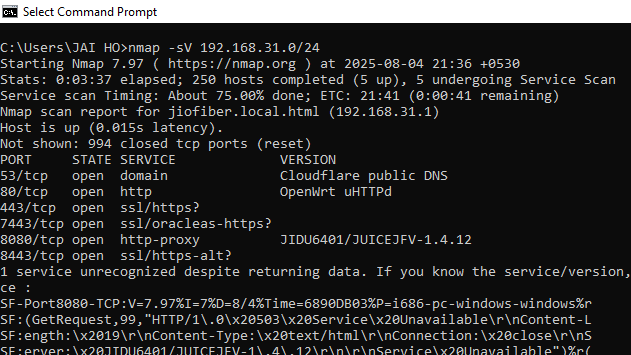 Select Command Prompt
C:\Users\JAI HO>nmap -sV 192.168.31.0/24
Starting Nmap 7.97 ( https://nmap.org ) at 2025-08-04 21:36 +0530
Stats: 0:03:37 elapsed; 250 hosts completed (5 up), 5 undergoing Service Scan
Service scan Timing: About 75.00% done; ETC: 21:41 (0:00:41 remaining)
Nmap scan report for jiofiber.local.html (192.168.31.1)
Host is up (0.015s latency).
Not shown: 994 closed tcp ports (reset)
PORT     STATE SERVICE            VERSION
53/tcp   open  domain             Cloudflare public DNS
80/tcp   open  http               OpenWrt uHTTPd
443/tcp  open  ssl/https?
7443/tcp open  ssl/oracleas-https?
8080/tcp open  http-proxy         JIDU6401/JUICEJFV-1.4.12
8443/tcp open  ssl/https-alt?
1 service unrecognized despite returning data. If you know the service/version,
ce :
SF-Port8080-TCP:V=7.97%I=7%D=8/4%Time=6890DB03%P=i686-pc-windows-windows%r
SF:(GetRequest,99,"HTTP/1\.0\x20503\x20Service\x20Unavailable\r\nContent-L
SF:ength:\x2019\r\nContent-Type:\x20text/html\r\nConnection:\x20close\r\nS
SF:erver:\x20JIDU6401/JUICEJFV-1\.4\.12\r\n\r\nService\x20Unavailable")%r(